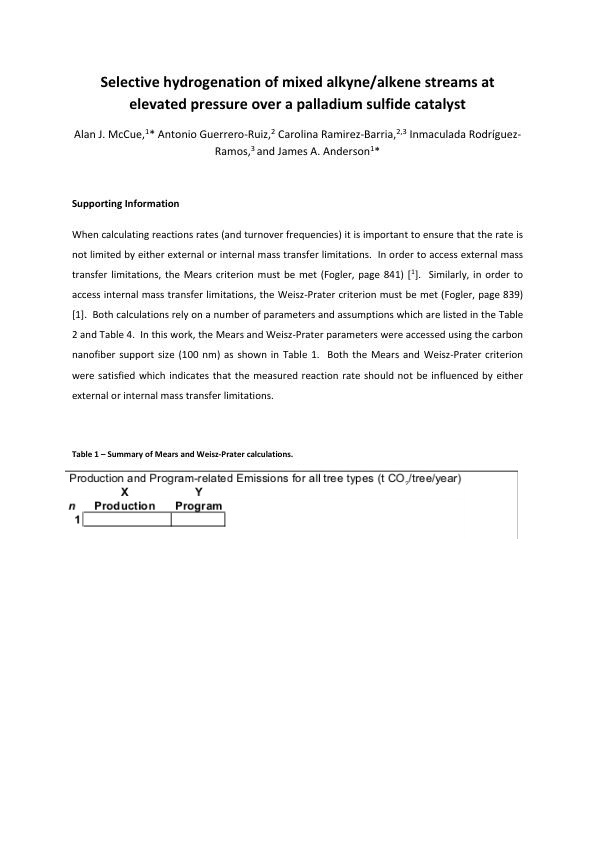 Selective hydrogenation of mixed alkyne/alkene streams at
elevated pressure over a palladium sulfide catalyst
Alan J. McCue,1* Antonio Guerrero-Ruiz,2 Carolina Ramirez-Barria,2,3 Inmaculada Rodríguez-
Ramos,3 and James A. Anderson1*
Supporting Information
When calculating reactions rates (and turnover frequencies) it is important to ensure that the rate is
not limited by either external or internal mass transfer limitations. In order to access external mass
transfer limitations, the Mears criterion must be met (Fogler, page 841) [1]. Similarly, in order to
access internal mass transfer limitations, the Weisz-Prater criterion must be met (Fogler, page 839)
[1]. Both calculations rely on a number of parameters and assumptions which are listed in the Table
2 and Table 4. In this work, the Mears and Weisz-Prater parameters were accessed using the carbon
nanofiber support size (100 nm) as shown in Table 1. Both the Mears and Weisz-Prater criterion
were satisfied which indicates that the measured reaction rate should not be influenced by either
external or internal mass transfer limitations.
Table 1 – Summary of Mears and Weisz-Prater calculations.
Production and Program-related Emissions for all tree types (t CO2/tree/year)
X Y
n Production Program
1